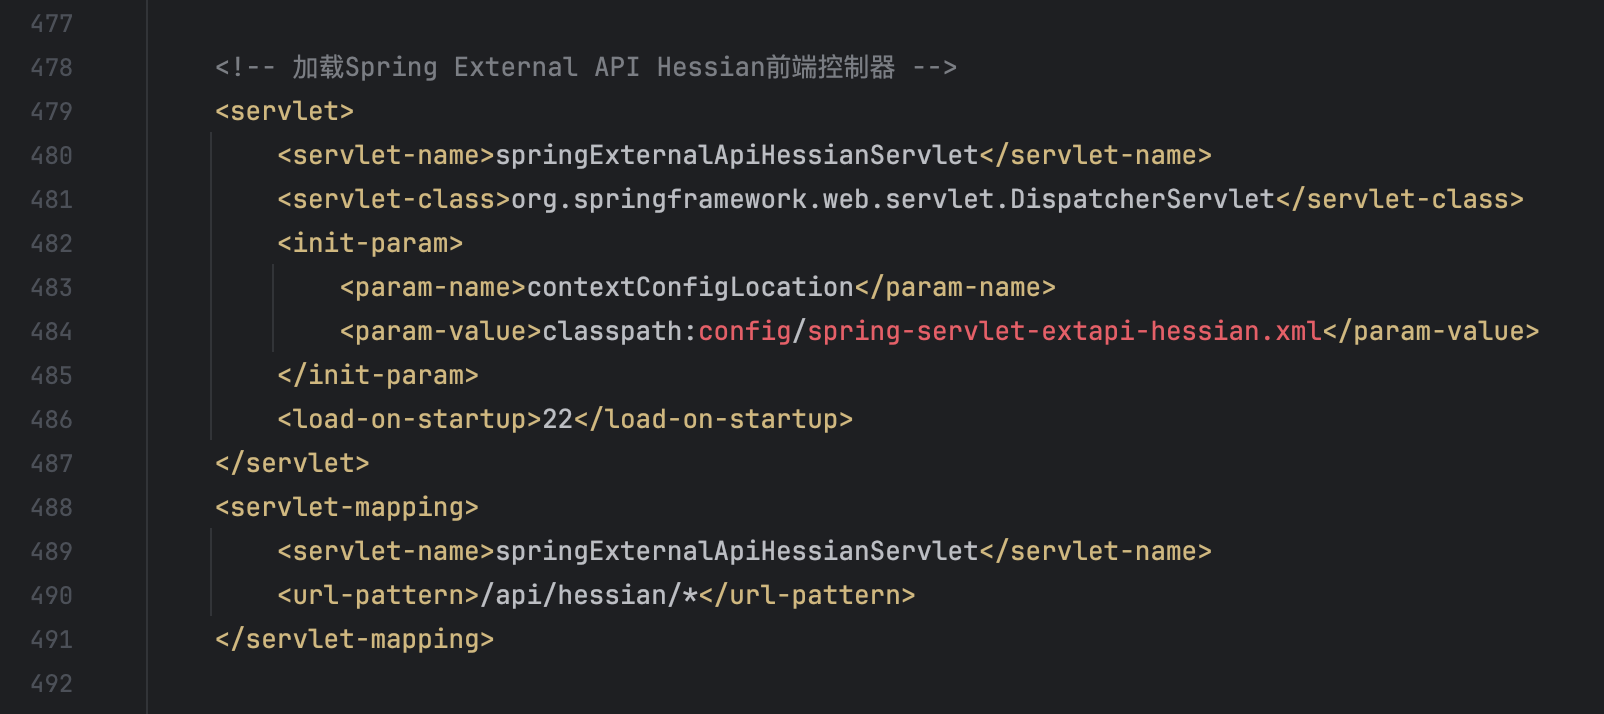 477
478 <!-- 加载Spring External API Hessian前端控制器 -->
479 <servlet>
480 <servlet-name>springExternalApiHessianServlet</servlet-name>
481 <servlet-class>org.springframework.web.servlet.DispatcherServlet</servlet-class>
482 <init-param>
483 <param-name>contextConfigLocation</param-name>
484 <param-value>classpath:config/spring-servlet-extapi-hessian.xml</param-value>
485 </init-param>
486 <load-on-startup>22</load-on-startup>
487 </servlet>
488 <servlet-mapping>
489 <servlet-name>springExternalApiHessianServlet</servlet-name>
490 <url-pattern>/api/hessian/*</url-pattern>
491 </servlet-mapping>
492